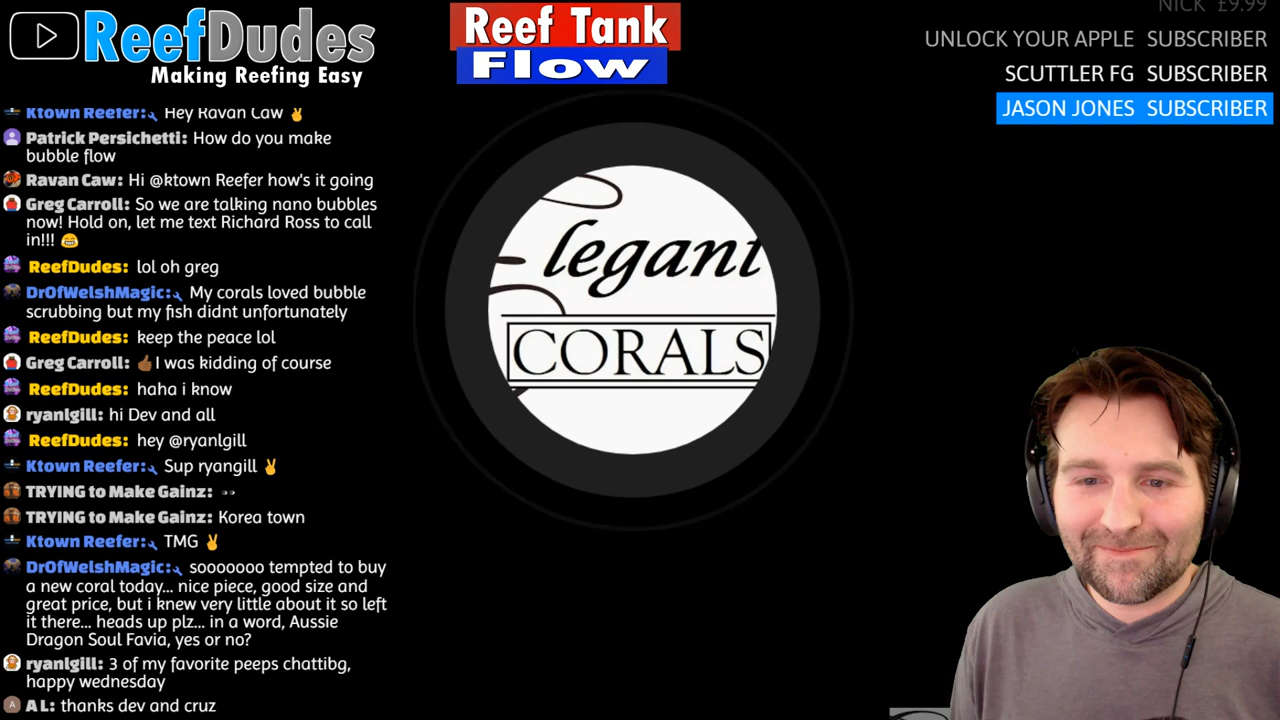 ReefDudes
Making Reefing Easy
Reef Tank
Flow
NICK £9.99
UNLOCK YOUR APPLE SUBSCRIBER
SCUTTLER FG SUBSCRIBER
JASON JONES SUBSCRIBER
Ktown Reefer: Hey Ravan Caw ✌
Patrick Persichetti: How do you make
bubble flow
Ravan Caw: Hi @ktown Reefer how's it going
Greg Carroll: So we are talking nano bubbles
now! Hold on, let me text Richard Ross to call
in!!! 😂
ReefDudes: lol oh greg
DrOfWelshMagic: My corals loved bubble
scrubbing but my fish didnt unfortunately
ReefDudes: keep the peace lol
Greg Carroll: 👍🏾I was kidding of course
ReefDudes: haha i know
ryanlgill: hi Dev and all
ReefDudes: hey @ryanlgill
Ktown Reefer: Sup ryangill ✌
TRYING to Make Gainz: 👀
TRYING to Make Gainz: Korea town
Ktown Reefer: TMG ✌
DrOfWelshMagic: sooooooo tempted to buy
a new coral today... nice piece, good size and
great price, but i knew very little about it so left
it there... heads up plz... in a word, Aussie
Dragon Soul Favia, yes or no?
ryanlgill: 3 of my favorite peeps chattibg,
happy wednesday
A L: thanks dev and cruz
legant
CORALS